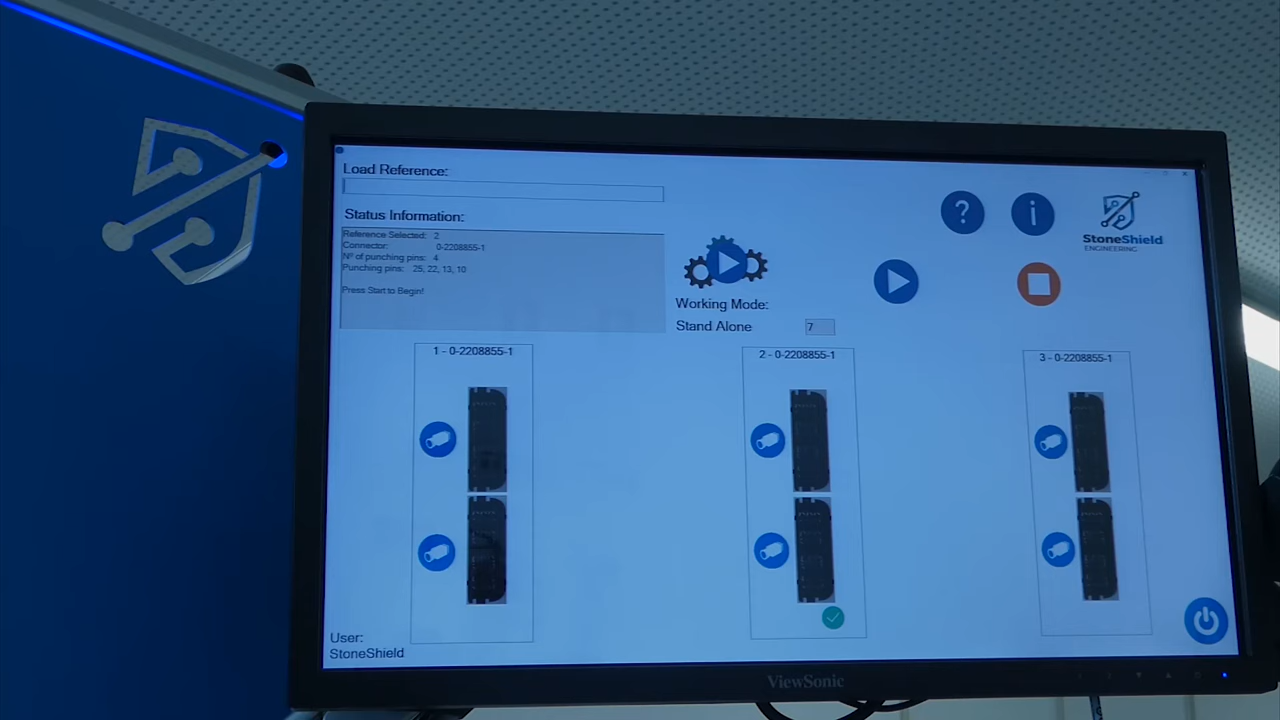 Load Reference:
Status Information:
Reference Selected: 2
Connector: 0-2208855-1
Nº of punching pins: 4
Punching pins: 25, 22, 13, 10
Press Start to Begin!
Working Mode:
Stand Alone 7
?
i
StoneShield
ENGINEERING
1 - 0-2208855-1
2 - 0-2208855-1
3 - 0-2208855-1
User:
StoneShield
ViewSonic